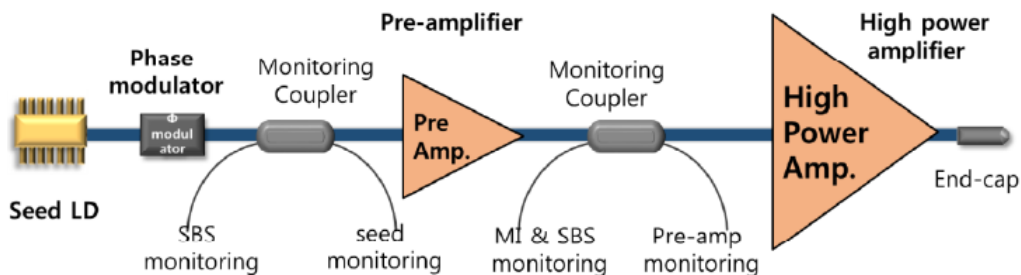 Pre-amplifier
High power
amplifier
Phase
modulator
Monitoring
Coupler
Monitoring
Coupler
Φ
modul
ator
Pre
Amp.
High
Power
Amp.
End-cap
Seed LD
SBS
monitoring
seed
monitoring
MI & SBS
monitoring
Pre-amp
monitoring